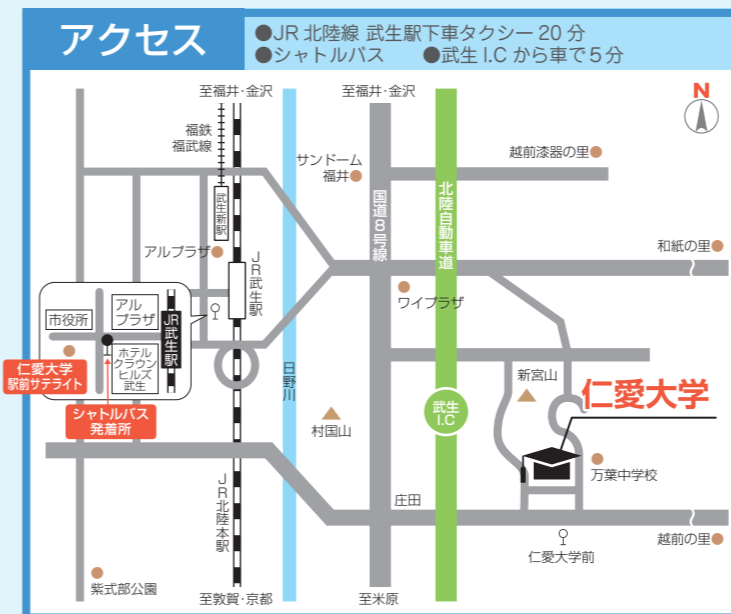 アクセス
●JR 北陸線 武生駅下車タクシー 20 分
●シャトルバス ●武生 I.C から車で 5 分
至福井・金沢
至福井・金沢
N
福鉄
福武線
サンドーム
福井
越前漆器の里
武生新駅
国道8号線
北陸自動車道
アルプラザ
JR武生駅
和紙の里
ワイプラザ
市役所
アル
プラザ
JR武生駅
仁愛大学
駅前サテライト
ホテル
クラウン
ヒルズ
武生
シャトルバス
発着所
日野川
村国山
武生
I.C
新宮山
仁愛大学
万葉中学校
JR北陸本駅
庄田
仁愛大学前
越前の里
紫式部公園
至敦賀・京都
至米原